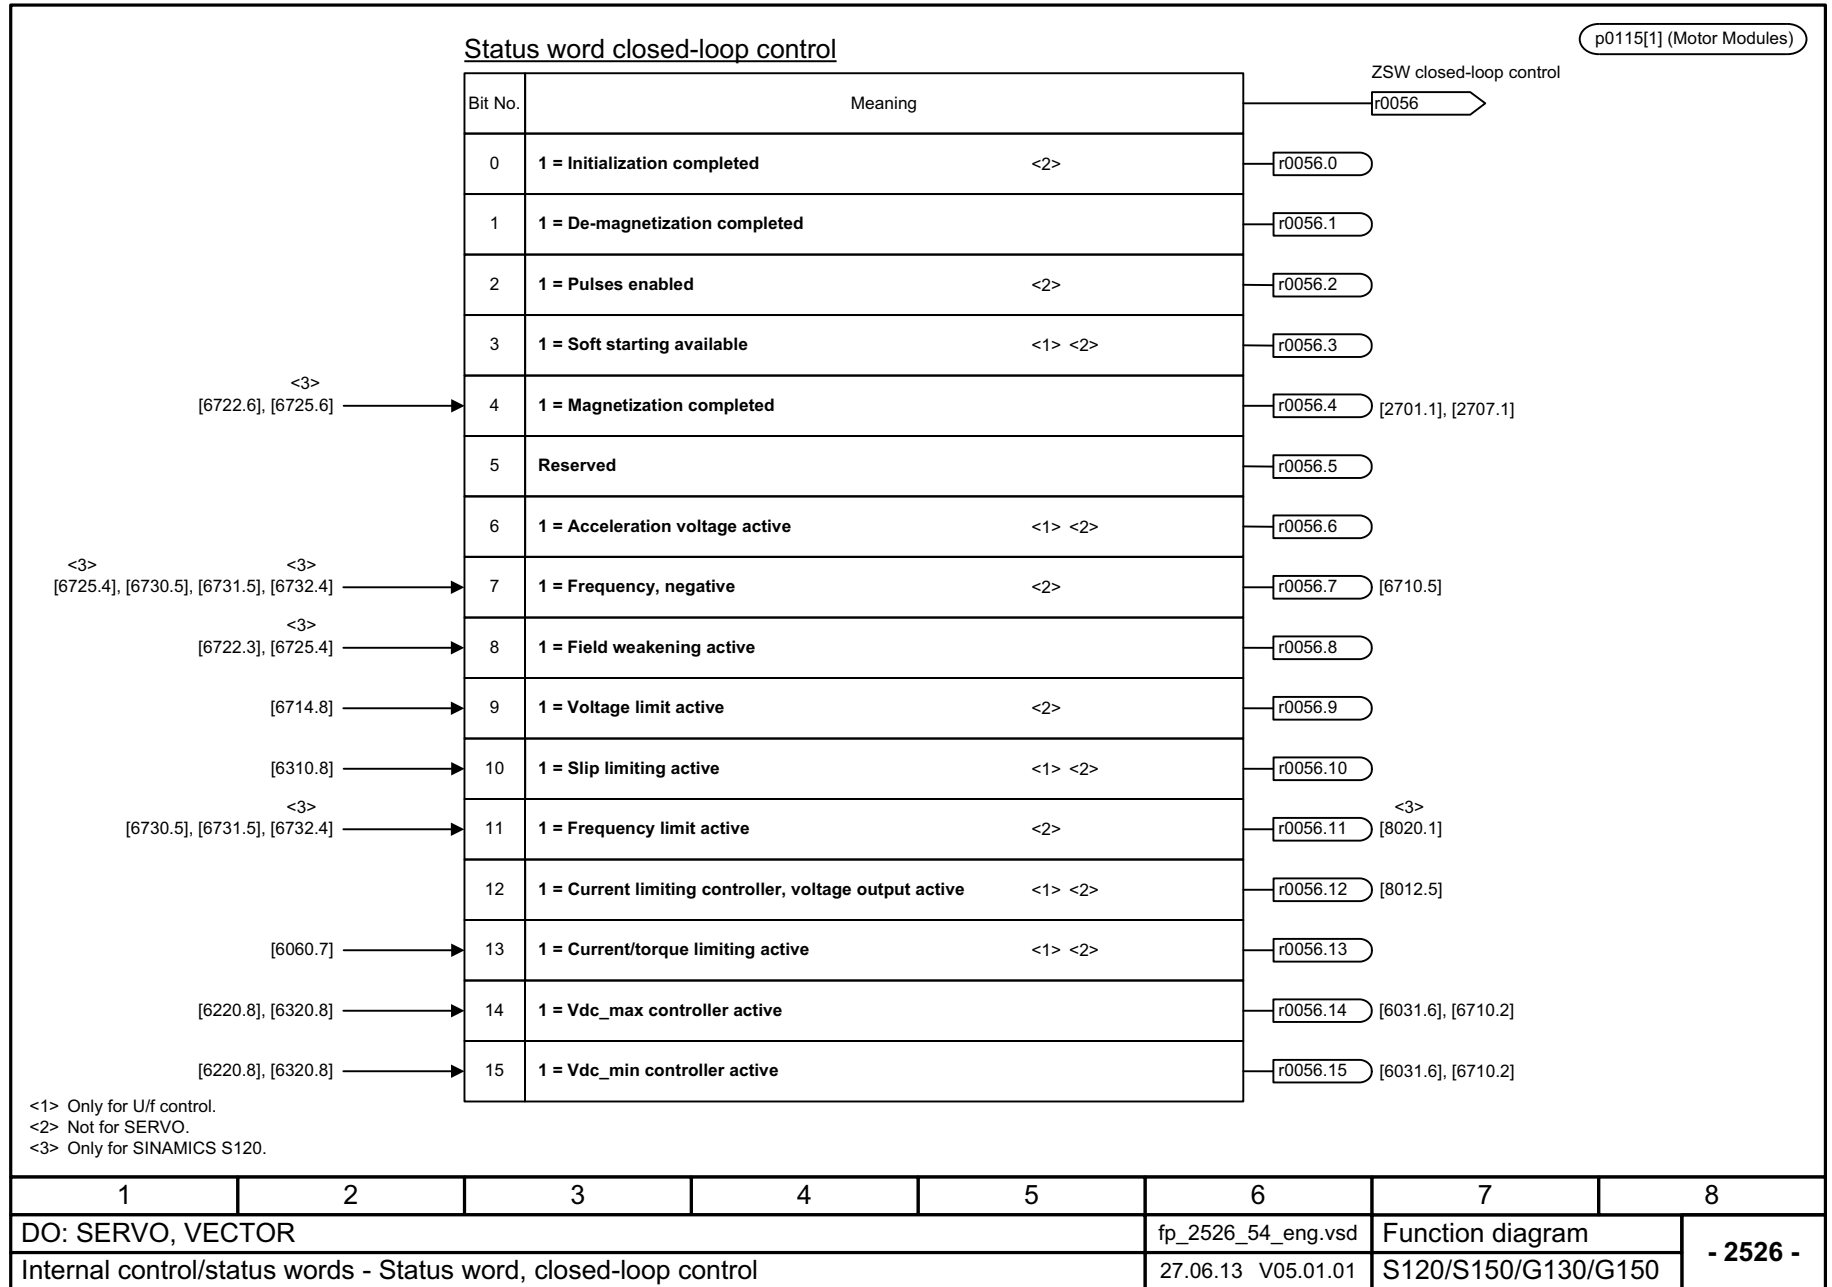 p0115[1] (Motor Modules)
Status word closed-loop control
ZSW closed-loop control
Bit No. Meaning r0056
0 1 = Initialization completed <2> r0056.0
1 1 = De-magnetization completed r0056.1
2 1 = Pulses enabled <2> r0056.2
3 1 = Soft starting available <1> <2> r0056.3
<3>
[6722.6], [6725.6] 4 1 = Magnetization completed r0056.4 [2701.1], [2707.1]
5 Reserved r0056.5
6 1 = Acceleration voltage active <1> <2> r0056.6
<3> <3>
[6725.4], [6730.5], [6731.5], [6732.4] 7 1 = Frequency, negative <2> r0056.7 [6710.5]
<3>
[6722.3], [6725.4] 8 1 = Field weakening active r0056.8
[6714.8] 9 1 = Voltage limit active <2> r0056.9
[6310.8] 10 1 = Slip limiting active <1> <2> r0056.10
<3> <3>
[6730.5], [6731.5], [6732.4] 11 1 = Frequency limit active <2> r0056.11 [8020.1]
12 1 = Current limiting controller, voltage output active <1> <2> r0056.12 [8012.5]
[6060.7] 13 1 = Current/torque limiting active <1> <2> r0056.13
[6220.8], [6320.8] 14 1 = Vdc_max controller active r0056.14 [6031.6], [6710.2]
[6220.8], [6320.8] 15 1 = Vdc_min controller active r0056.15 [6031.6], [6710.2]
<1> Only for U/f control.
<2> Not for SERVO.
<3> Only for SINAMICS S120.
1 2 3 4 5 6 7 8
DO: SERVO, VECTOR fp_2526_54_eng.vsd Function diagram - 2526 -
Internal control/status words - Status word, closed-loop control 27.06.13 V05.01.01 S120/S150/G130/G150